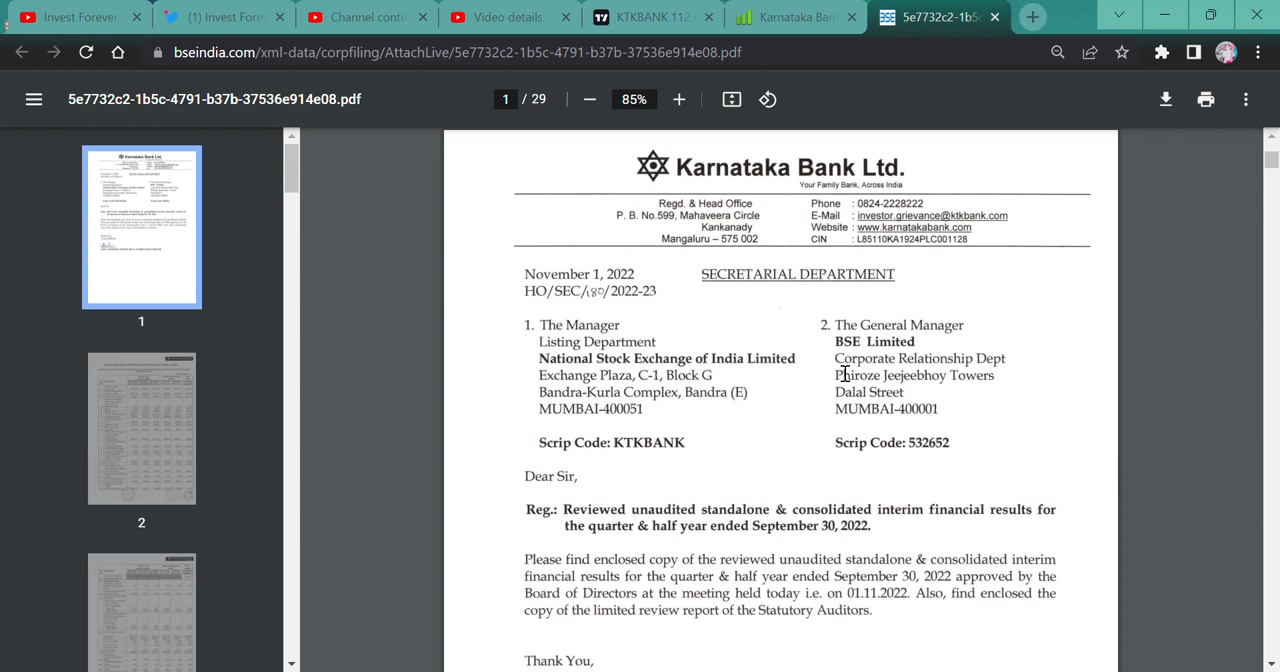 Invest Forever
(1) Invest Fore
Channel conte
Video details -
KTKBANK 112.
Karnataka Ban
5e7732c2-1b5c
bseindia.com/xml-data/corpfiling/AttachLive/5e7732c2-1b5c-4791-b37b-37536e914e08.pdf
5e7732c2-1b5c-4791-b37b-37536e914e08.pdf
1 / 29
85%
1
2
Karnataka Bank Ltd.
Your Family Bank, Across India
Regd. & Head Office
P. B. No.599, Mahaveera Circle
Kankanady
Mangaluru – 575 002
Phone : 0824-2228222
E-Mail : investor.grievance@ktkbank.com
Website : www.karnatakabank.com
CIN : L85110KA1924PLC001128
November 1, 2022
SECRETARIAL DEPARTMENT
HO/SEC/180/2022-23
1. The Manager
Listing Department
National Stock Exchange of India Limited
Exchange Plaza, C-1, Block G
Bandra-Kurla Complex, Bandra (E)
MUMBAI-400051
Scrip Code: KTKBANK
2. The General Manager
BSE Limited
Corporate Relationship Dept
Phiroze Jeejeebhoy Towers
Dalal Street
MUMBAI-400001
Scrip Code: 532652
Dear Sir,
Reg.: Reviewed unaudited standalone & consolidated interim financial results for
the quarter & half year ended September 30, 2022.
Please find enclosed copy of the reviewed unaudited standalone & consolidated interim
financial results for the quarter & half year ended September 30, 2022 approved by the
Board of Directors at the meeting held today i.e. on 01.11.2022. Also, find enclosed the
copy of the limited review report of the Statutory Auditors.
Thank You,